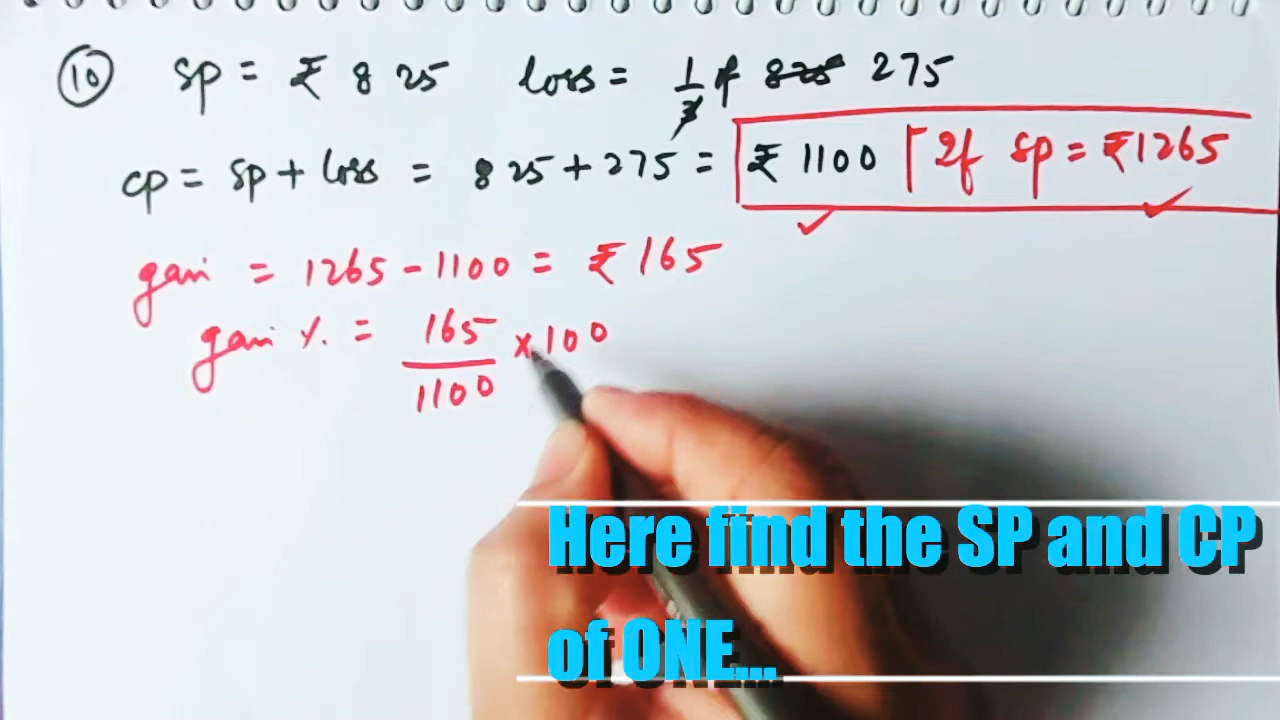 10 SP = ₹ 825 loss = 1/3 of 825 275
CP = SP + loss = 825 + 275 = ₹ 1100 If SP = ₹1265
gain = 1265 - 1100 = ₹ 165
gain % = 165/1100 × 100
Here find the SP and CP
of ONE...